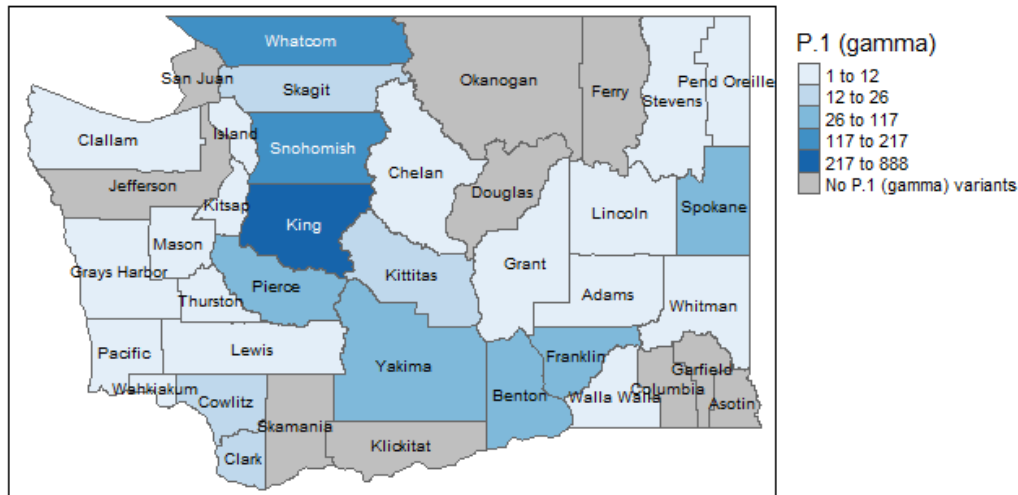 P.1 (gamma)
1 to 12
12 to 26
26 to 117
117 to 217
217 to 888
No P.1 (gamma) variants
Whatcom
San Juan
Skagit
Okanogan
Ferry
Stevens
Pend Oreille
Clallam
Island
Snohomish
Chelan
Jefferson
Douglas
Kitsap
King
Lincoln
Spokane
Mason
Grays Harbor
Kittitas
Grant
Pierce
Thurston
Adams
Whitman
Pacific
Lewis
Yakima
Franklin
Garfield
Wahkiakum
Cowlitz
Benton
Walla Walla
Columbia
Asotin
Skamania
Klickitat
Clark